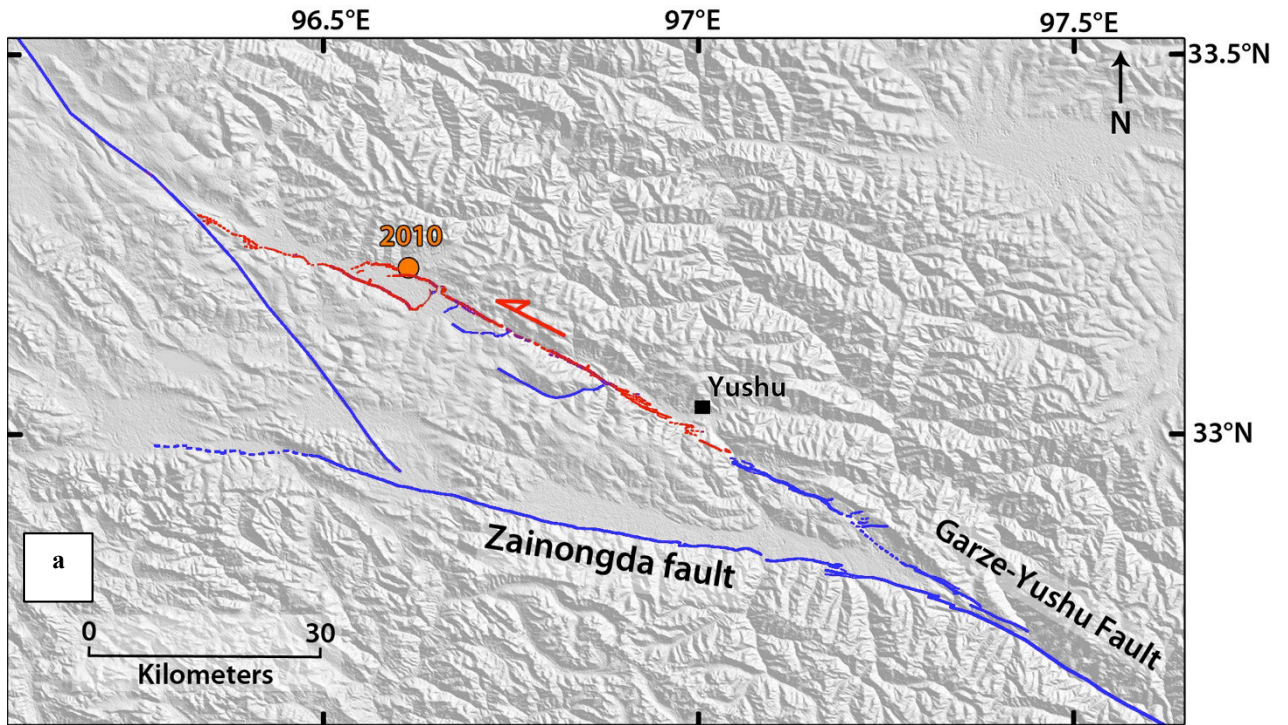 96.5°E
97°E
97.5°E
33.5°N
N
2010
Yushu
33°N
Zainongda fault
Garze-Yushu Fault
a
0 30
Kilometers